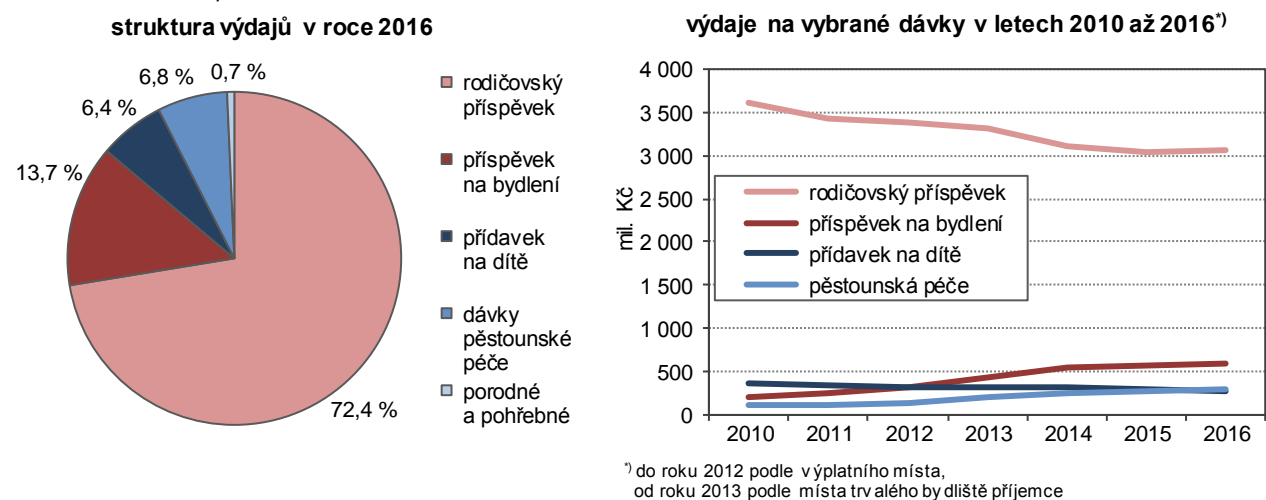 struktura výdajů v roce 2016
6,8 %
0,7 %
6,4 %
13,7 %
72,4 %
rodičovský
příspěvek
příspěvek
na bydlení
přídavek
na dítě
dávky
pěstounské
péče
porodné
a pohřebné
výdaje na vybrané dávky v letech 2010 až 2016*)
mil. Kč
4 000
3 500
3 000
2 500
2 000
1 500
1 000
500
0
rodičovský příspěvek
příspěvek na bydlení
přídavek na dítě
pěstounská péče
2010 2011 2012 2013 2014 2015 2016
*) do roku 2012 podle výplatního místa,
od roku 2013 podle místa trvalého bydliště příjemce